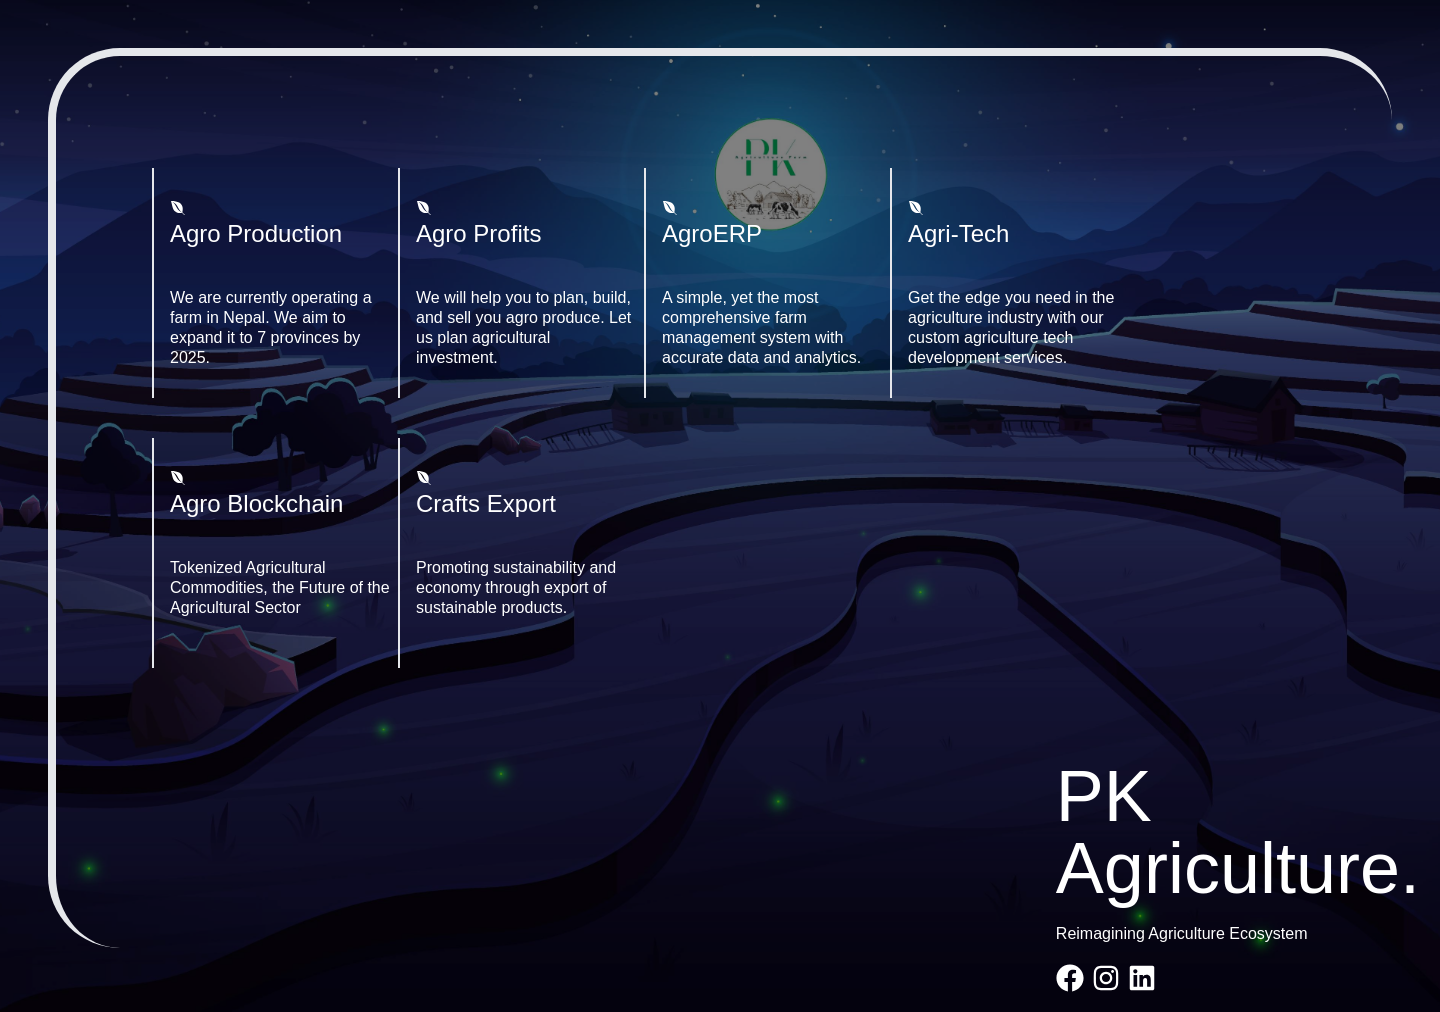 PK
Agriculture Farm
Agro Production
We are currently operating a
farm in Nepal. We aim to
expand it to 7 provinces by
2025.
Agro Profits
We will help you to plan, build,
and sell you agro produce. Let
us plan agricultural
investment.
AgroERP
A simple, yet the most
comprehensive farm
management system with
accurate data and analytics.
Agri-Tech
Get the edge you need in the
agriculture industry with our
custom agriculture tech
development services.
Agro Blockchain
Tokenized Agricultural
Commodities, the Future of the
Agricultural Sector
Crafts Export
Promoting sustainability and
economy through export of
sustainable products.
PK
Agriculture.
Reimagining Agriculture Ecosystem